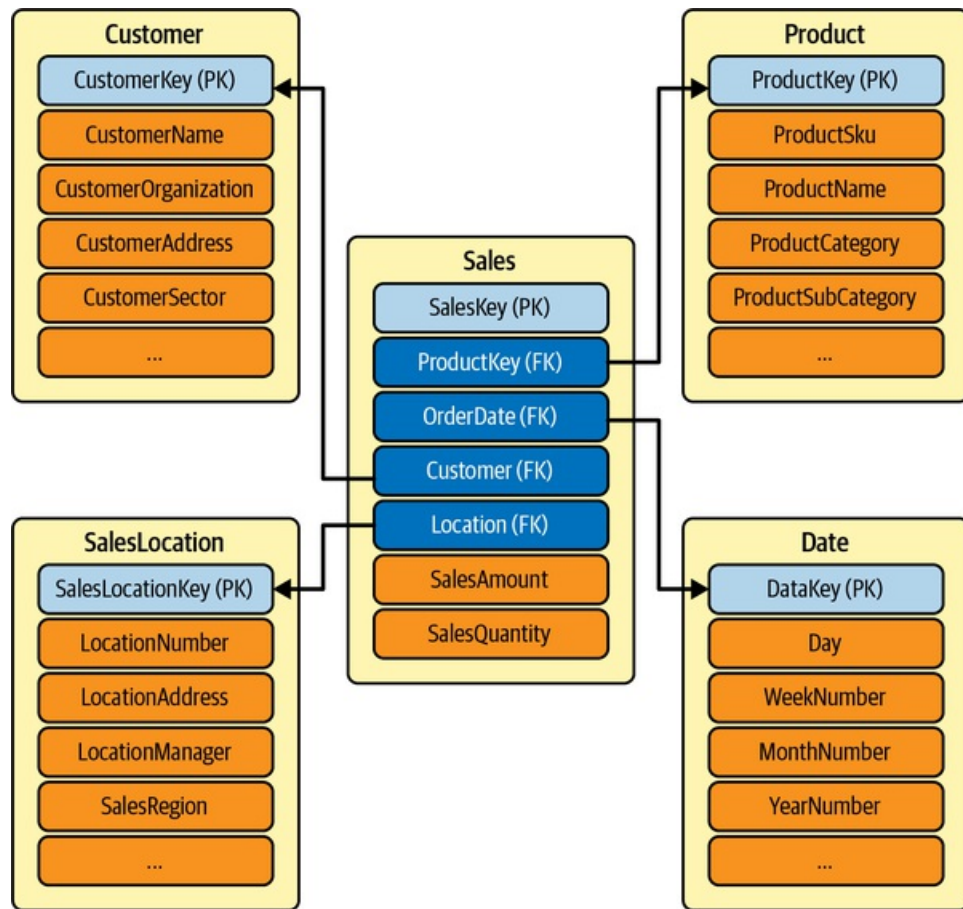 Customer
CustomerKey (PK)
CustomerName
CustomerOrganization
CustomerAddress
CustomerSector
...
Product
ProductKey (PK)
ProductSku
ProductName
ProductCategory
ProductSubCategory
...
Sales
SalesKey (PK)
ProductKey (FK)
OrderDate (FK)
Customer (FK)
Location (FK)
SalesAmount
SalesQuantity
SalesLocation
SalesLocationKey (PK)
LocationNumber
LocationAddress
LocationManager
SalesRegion
...
Date
DataKey (PK)
Day
WeekNumber
MonthNumber
YearNumber
...